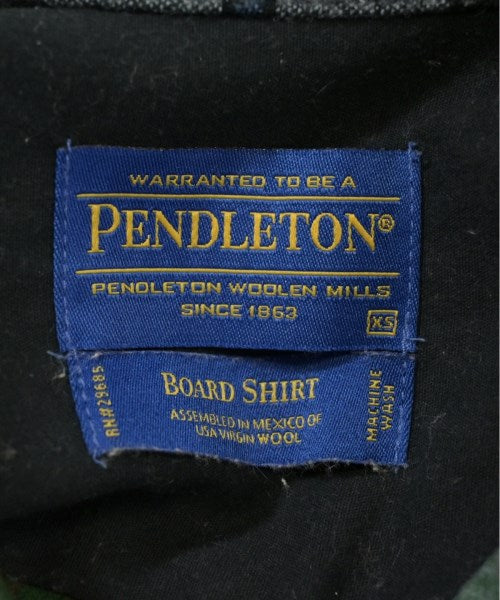 WARRANTED TO BE A
PENDLETON®
PENDLETON WOOLEN MILLS
SINCE 1863
XS
RN#29685
BOARD SHIRT
ASSEMBLED IN MEXICO OF
USA VIRGIN WOOL
MACHINE
WASH